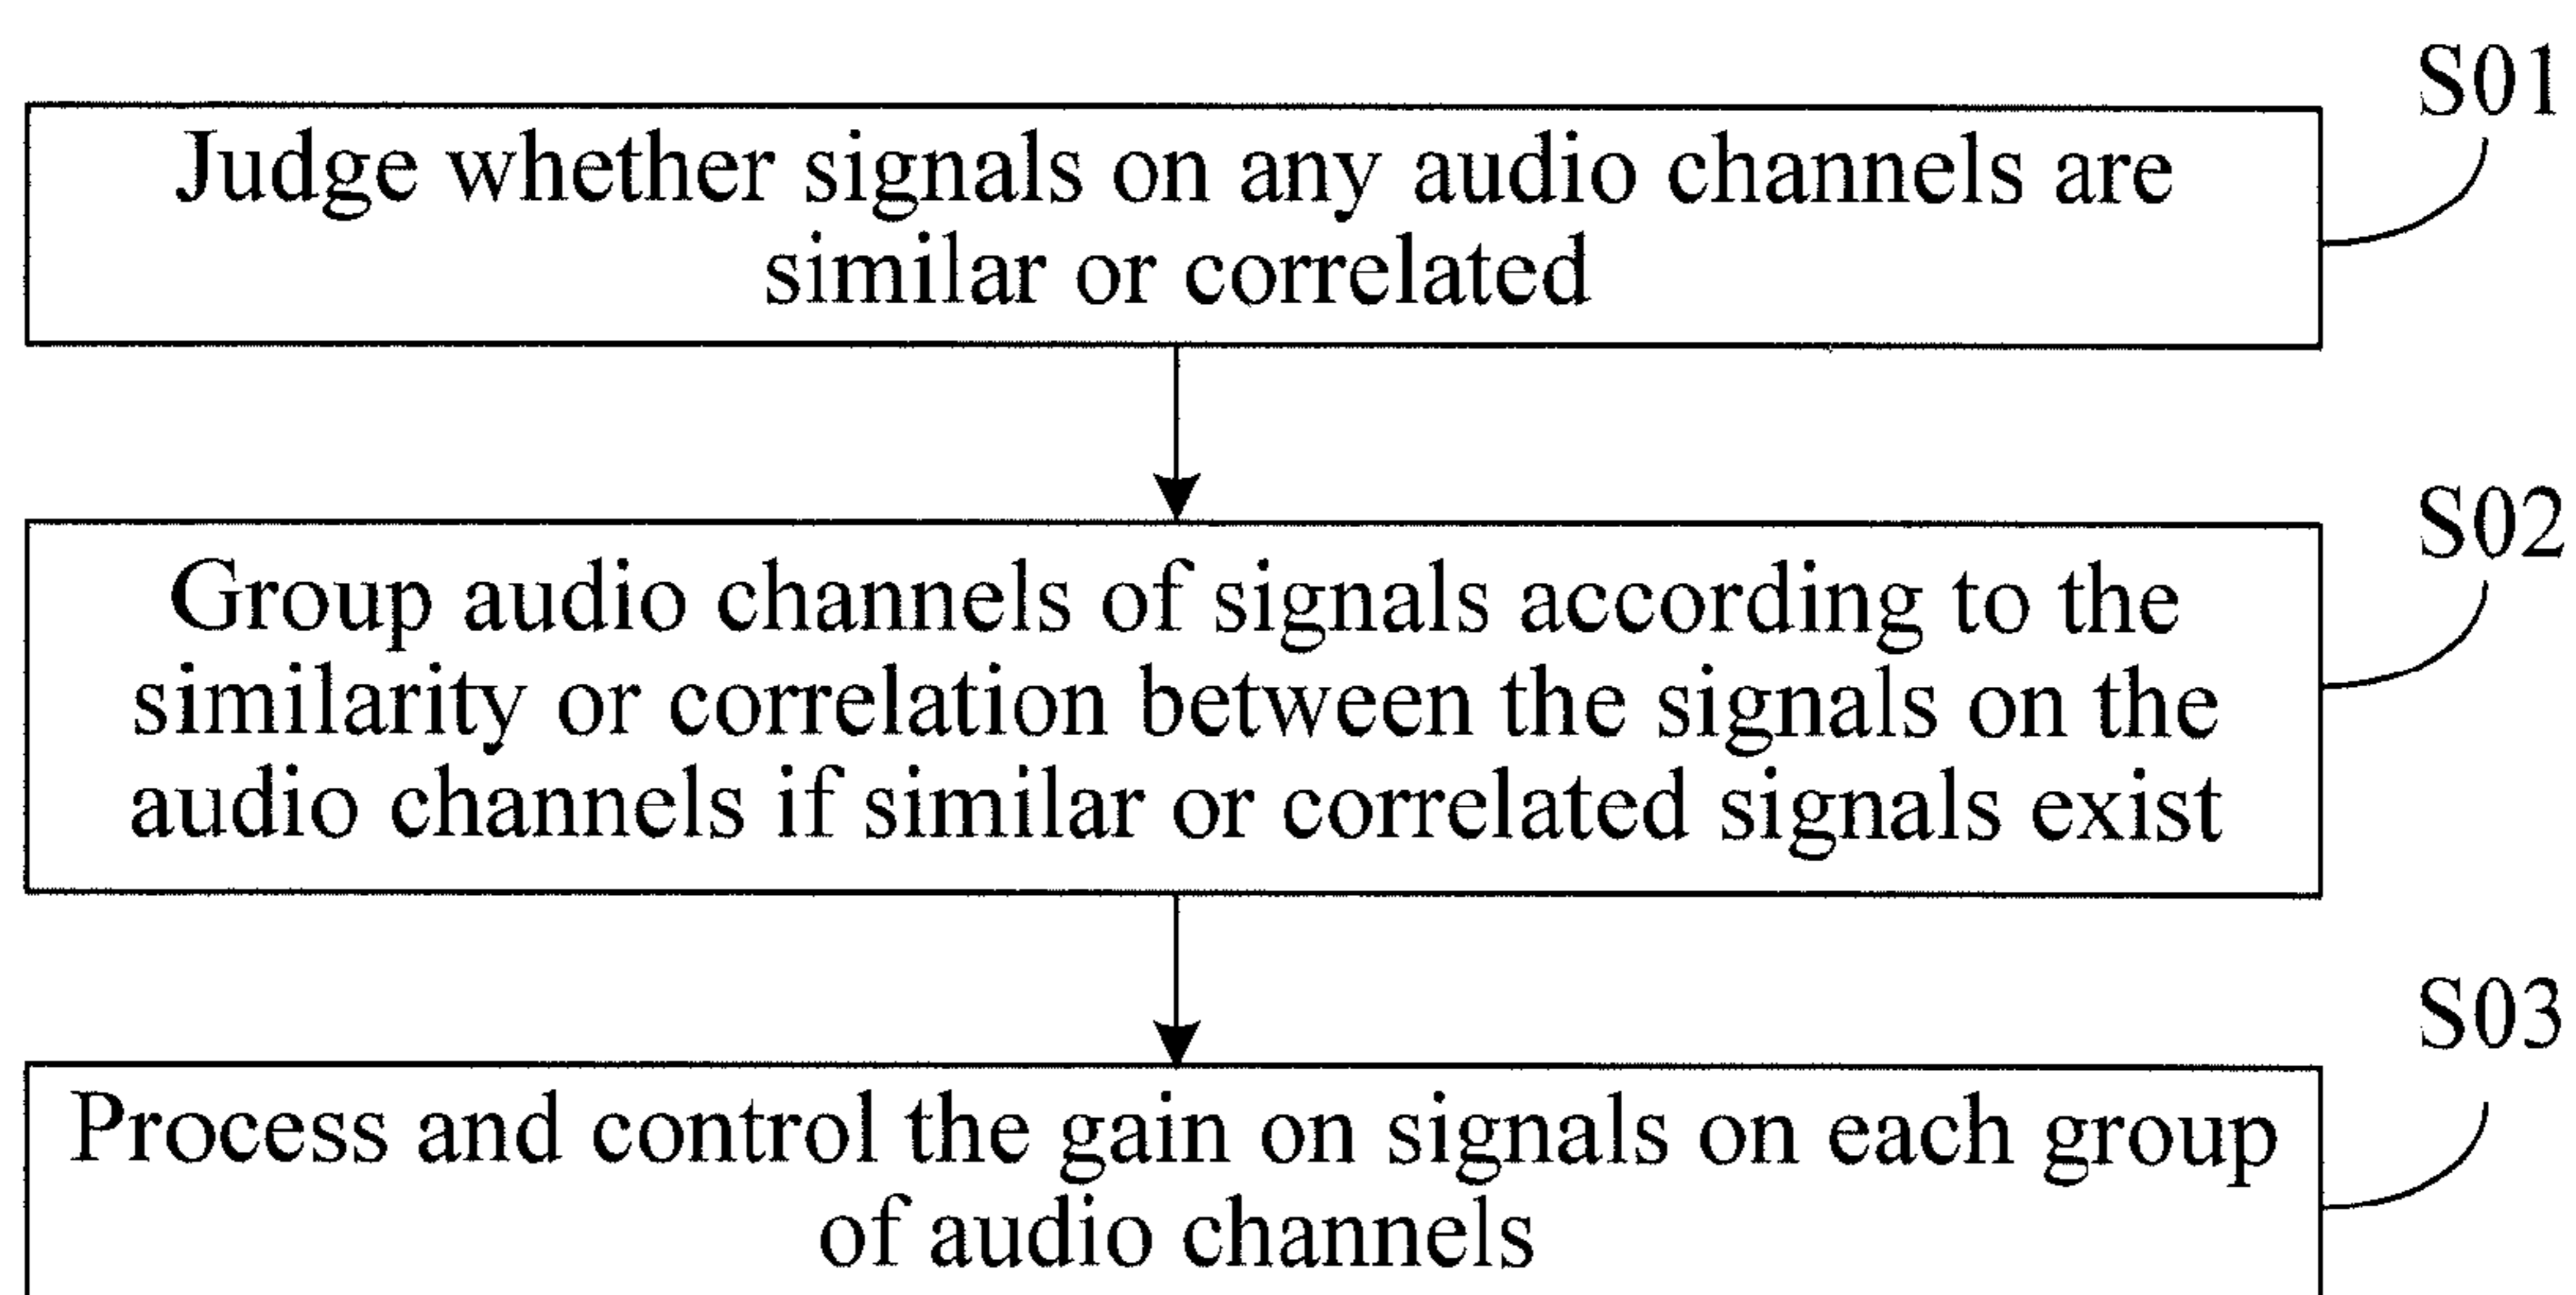 S01
Judge whether signals on any audio channels are
similar or correlated
S02
Group audio channels of signals according to the
similarity or correlation between the signals on the
audio channels if similar or correlated signals exist
S03
Process and control the gain on signals on each group
of audio channels